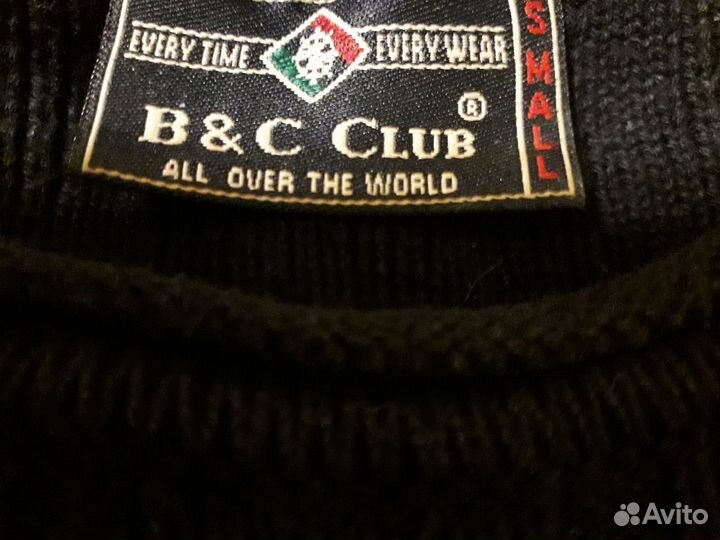 EVERY TIME EVERY WEAR
B & C CLUB ®
ALL OVER THE WORLD
SMALL
Avito